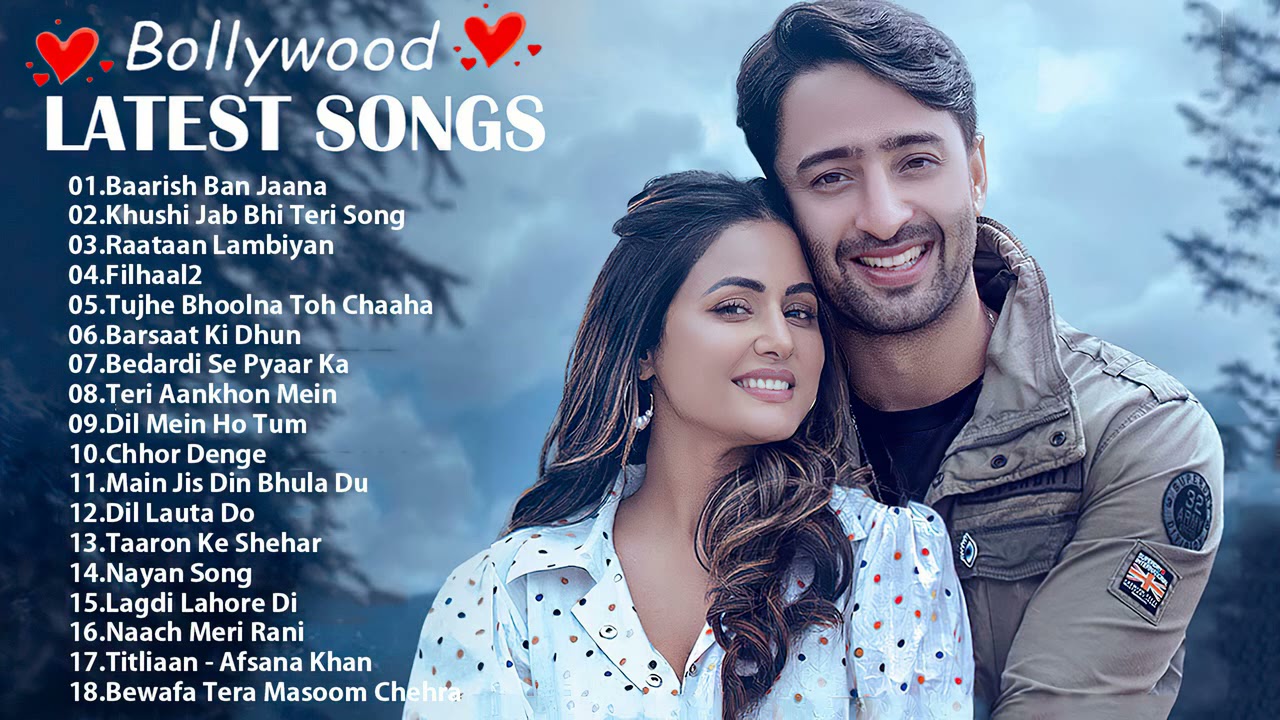 Bollywood
LATEST SONGS
01.Baarish Ban Jaana
02.Khushi Jab Bhi Teri Song
03.Raataan Lambiyan
04.Filhaal2
05.Tujhe Bhoolna Toh Chaaha
06.Barsaat Ki Dhun
07.Bedardi Se Pyaar Ka
08.Teri Aankhon Mein
09.Dil Mein Ho Tum
10.Chhor Denge
11.Main Jis Din Bhula Du
12.Dil Lauta Do
13.Taaron Ke Shehar
14.Nayan Song
15.Lagdi Lahore Di
16.Naach Meri Rani
17.Titliaan - Afsana Khan
18.Bewafa Tera Masoom Chehra